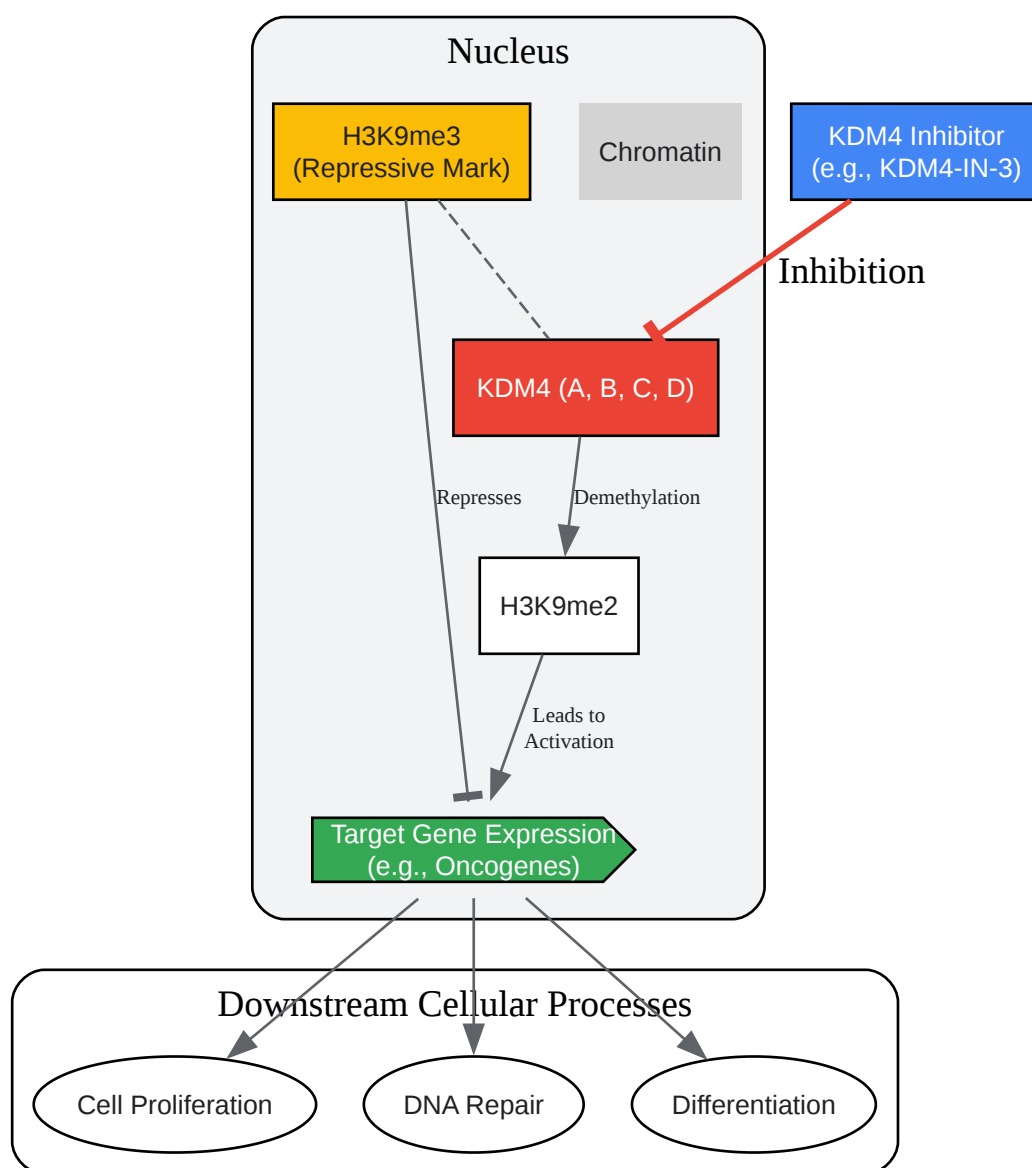 Nucleus
H3K9me3
(Repressive Mark)
Chromatin
KDM4 Inhibitor
(e.g., KDM4-IN-3)
Inhibition
KDM4 (A, B, C, D)
Represses
Demethylation
H3K9me2
Leads to
Activation
Target Gene Expression
(e.g., Oncogenes)
Downstream Cellular Processes
Cell Proliferation
DNA Repair
Differentiation